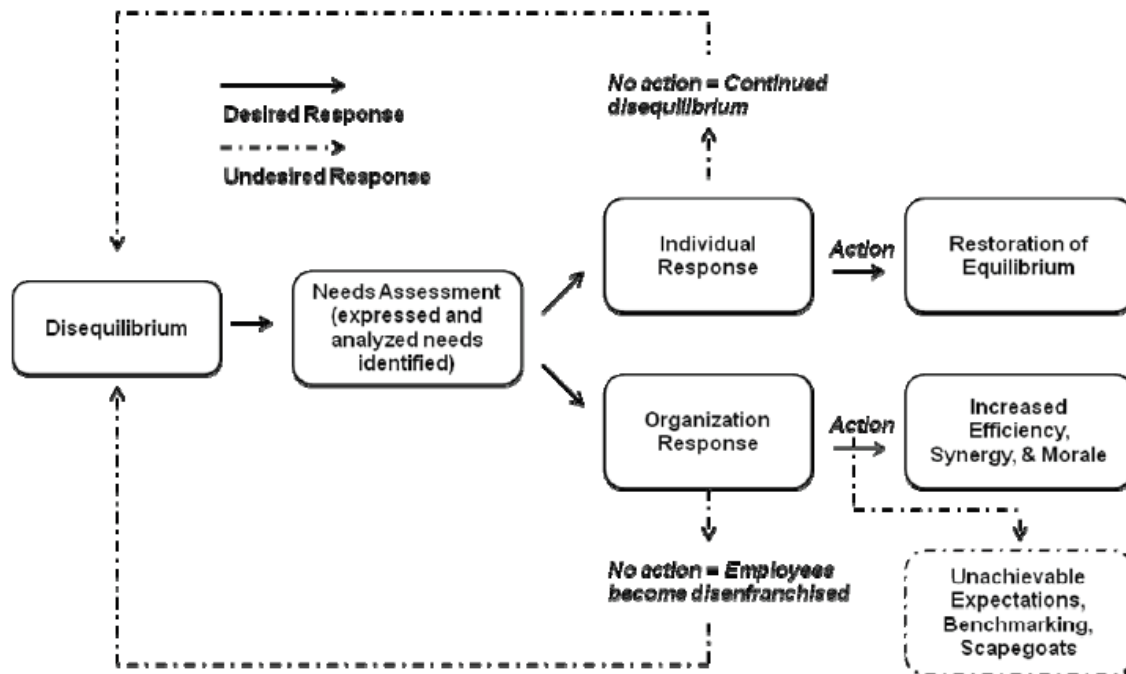 Desired Response
Undesired Response
No action = Continued
disequilibrium
Disequilibrium
Needs Assessment
(expressed and
analyzed needs
identified)
Individual
Response
Action
Restoration of
Equilibrium
Organization
Response
Action
Increased
Efficiency,
Synergy, & Morale
No action = Employees
become disenfranchised
Unachievable
Expectations,
Benchmarking,
Scapegoats